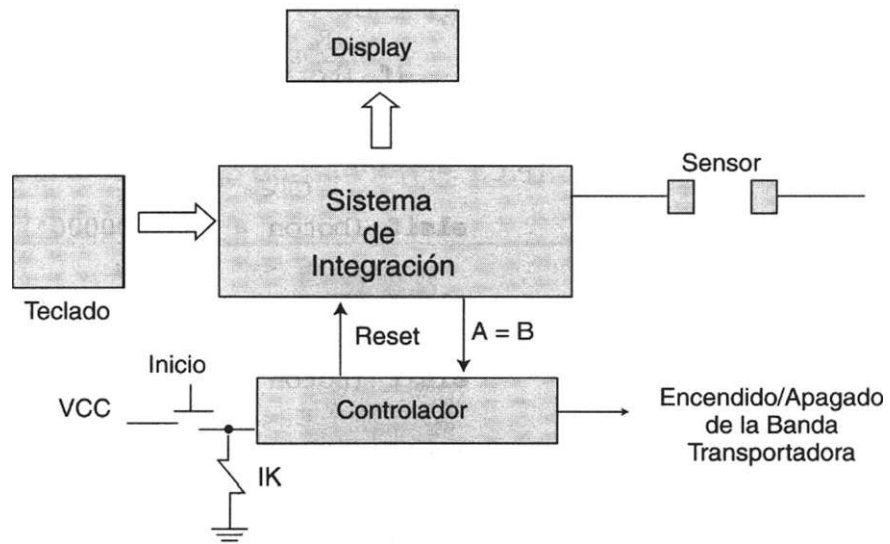 Display
Sensor
Sistema
de
Integración
Teclado
Reset
A = B
Inicio
VCC
Controlador
Encendido/Apagado
de la Banda
Transportadora
IK